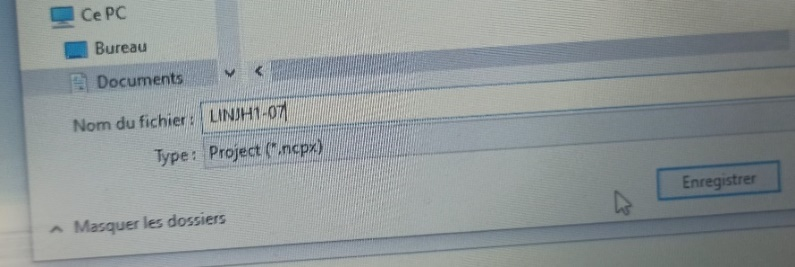 Ce PC
Bureau
Documents
Nom du fichier : LINJH1-07
Type : Project (*.ncpx)
Enregistrer
Masquer les dossiers